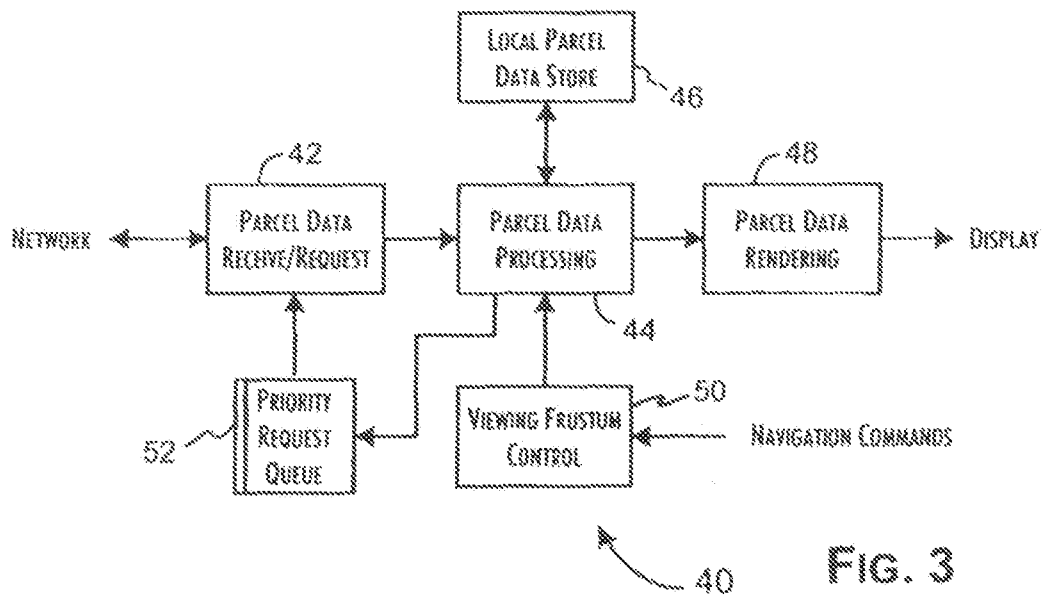 LOCAL PARCEL
DATA STORE
46
42
48
NETWORK
PARCEL DATA
RECEIVE/REQUEST
PARCEL DATA
PROCESSING
PARCEL DATA
RENDERING
DISPLAY
44
52
PRIORITY
REQUEST
QUEUE
VIEWING FRUSTUM
CONTROL
50
NAVIGATION COMMANDS
40
FIG. 3